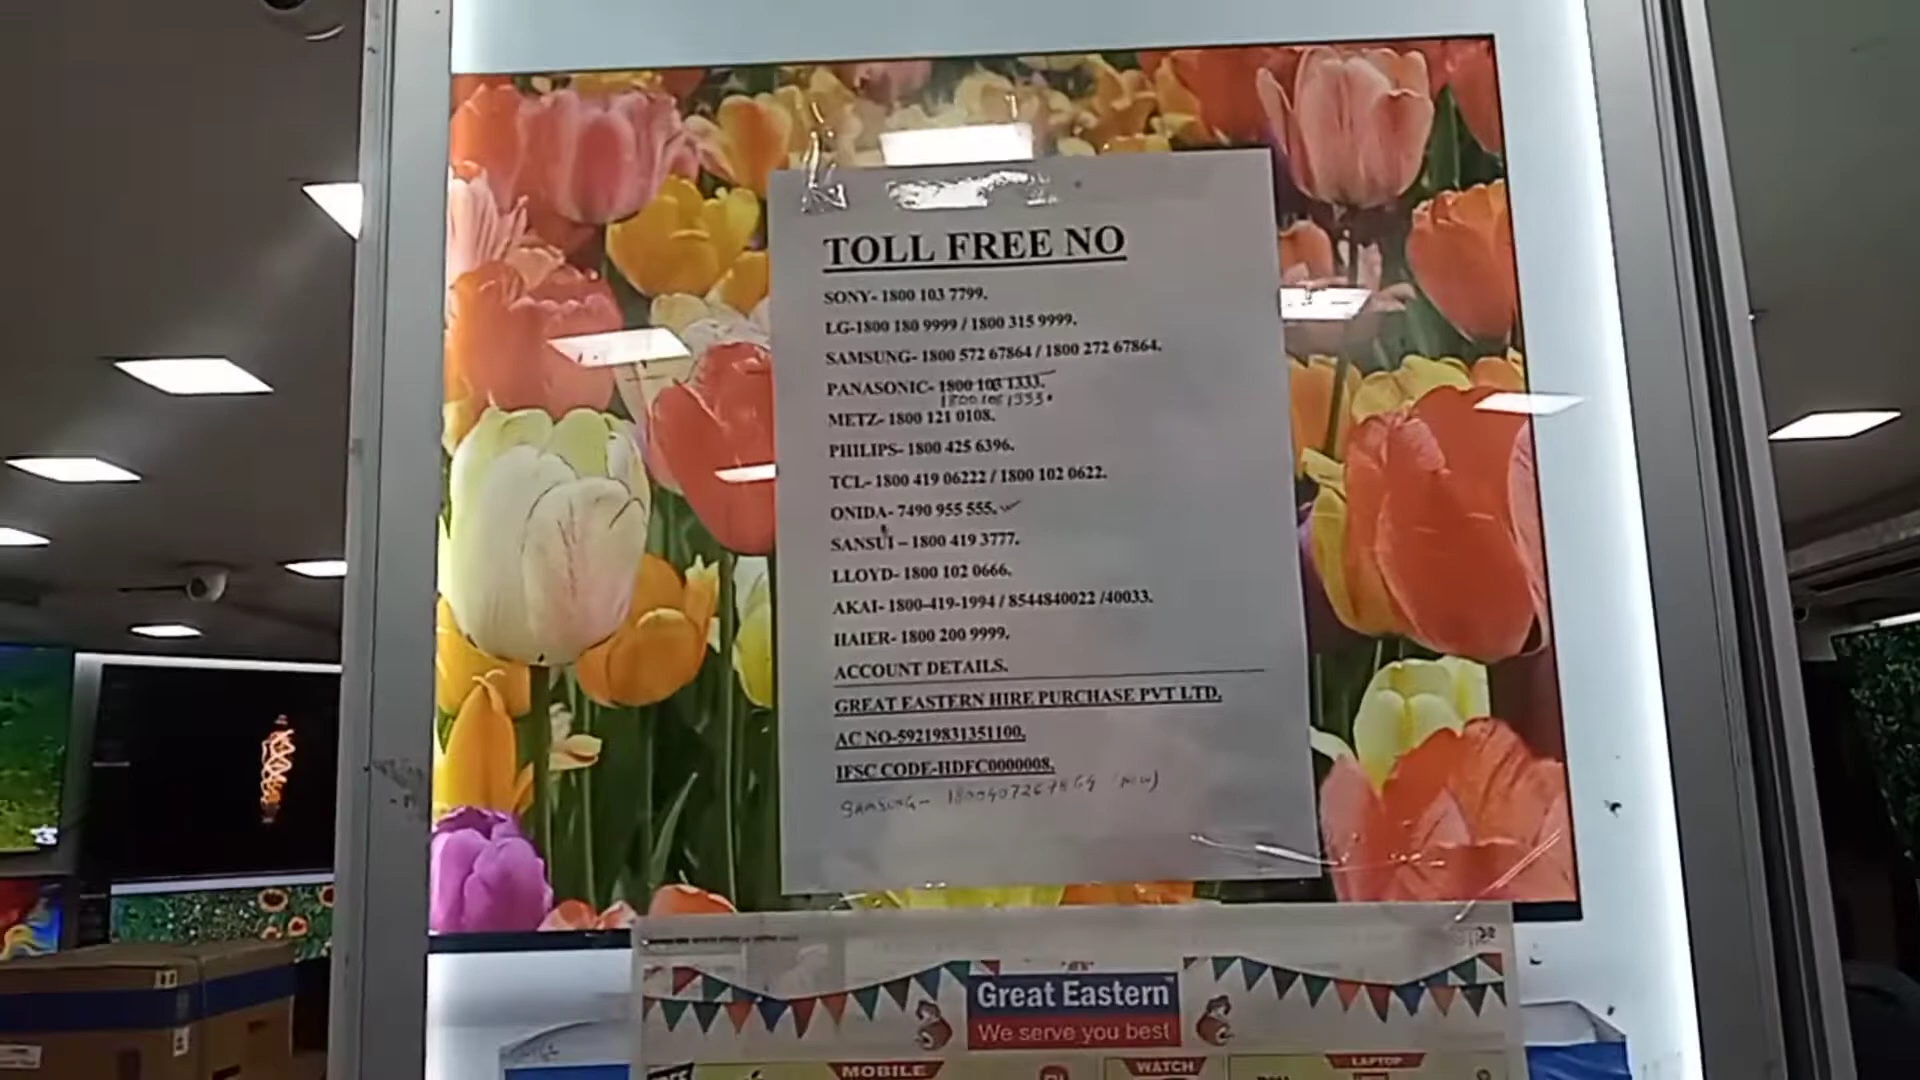 TOLL FREE NO
SONY- 1800 103 7799.
LG-1800 180 9999 / 1800 315 9999.
SAMSUNG- 1800 572 67864 / 1800 272 67864.
PANASONIC- 1800 103 1333.
METZ- 1800 121 0108.
PHILIPS- 1800 425 6396.
TCL- 1800 419 06222 / 1800 102 0622.
ONIDA- 7490 955 555.
SANSUI – 1800 419 3777.
LLOYD- 1800 102 0666.
AKAI- 1800-419-1994 / 8544840022 /40033.
HAIER- 1800 200 9999.
ACCOUNT DETAILS.
GREAT EASTERN HIRE PURCHASE PVT LTD.
AC NO-59219831351100.
IFSC CODE-HDFC0000008.
SAMSUNG- (NEW)
Great Eastern
We serve you best
MOBILE WATCH LAPTOP